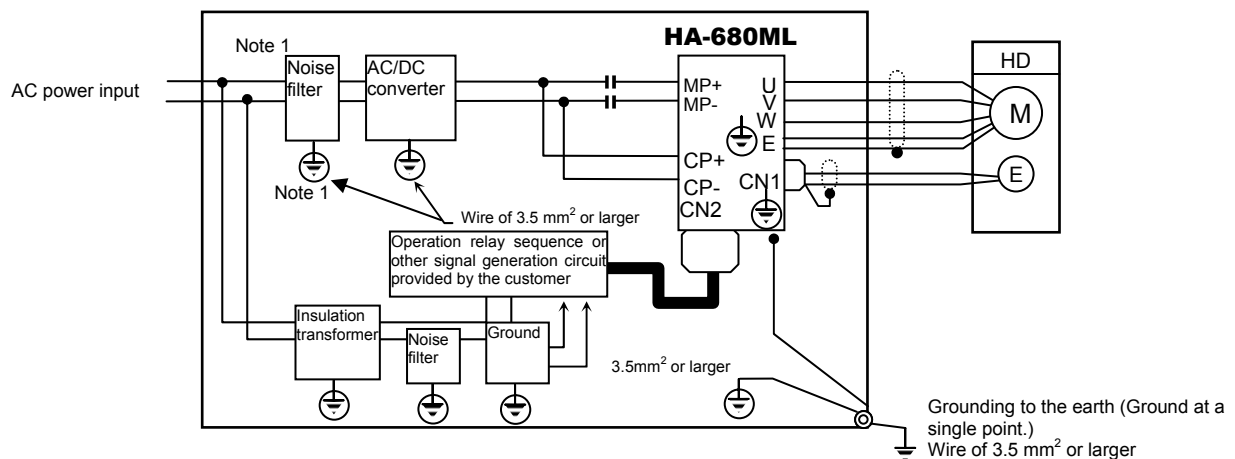 HA-680ML
Note 1
Noise
filter
AC/DC
converter
HD
AC power input
MP+
MP-
U
V
W
E
M
CP+
CP-
CN1
CN2
E
Note 1
Wire of 3.5 mm² or larger
Operation relay sequence or
other signal generation circuit
provided by the customer
Insulation
transformer
Noise
filter
Ground
3.5mm² or larger
Grounding to the earth (Ground at a
single point.)
Wire of 3.5 mm² or larger